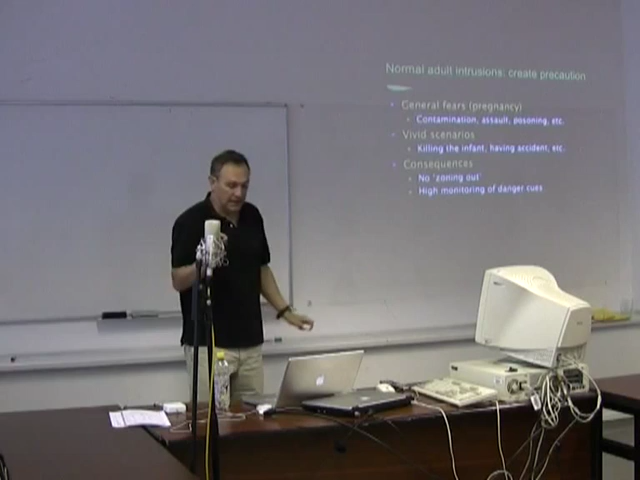 Normal adult intrusions: create precaution
General fears (pregnancy)
Contamination, assault, posoning, etc.
Vivid scenarios
Killing the infant, having accident, etc.
Consequences
No 'zoning out'
High monitoring of danger cues